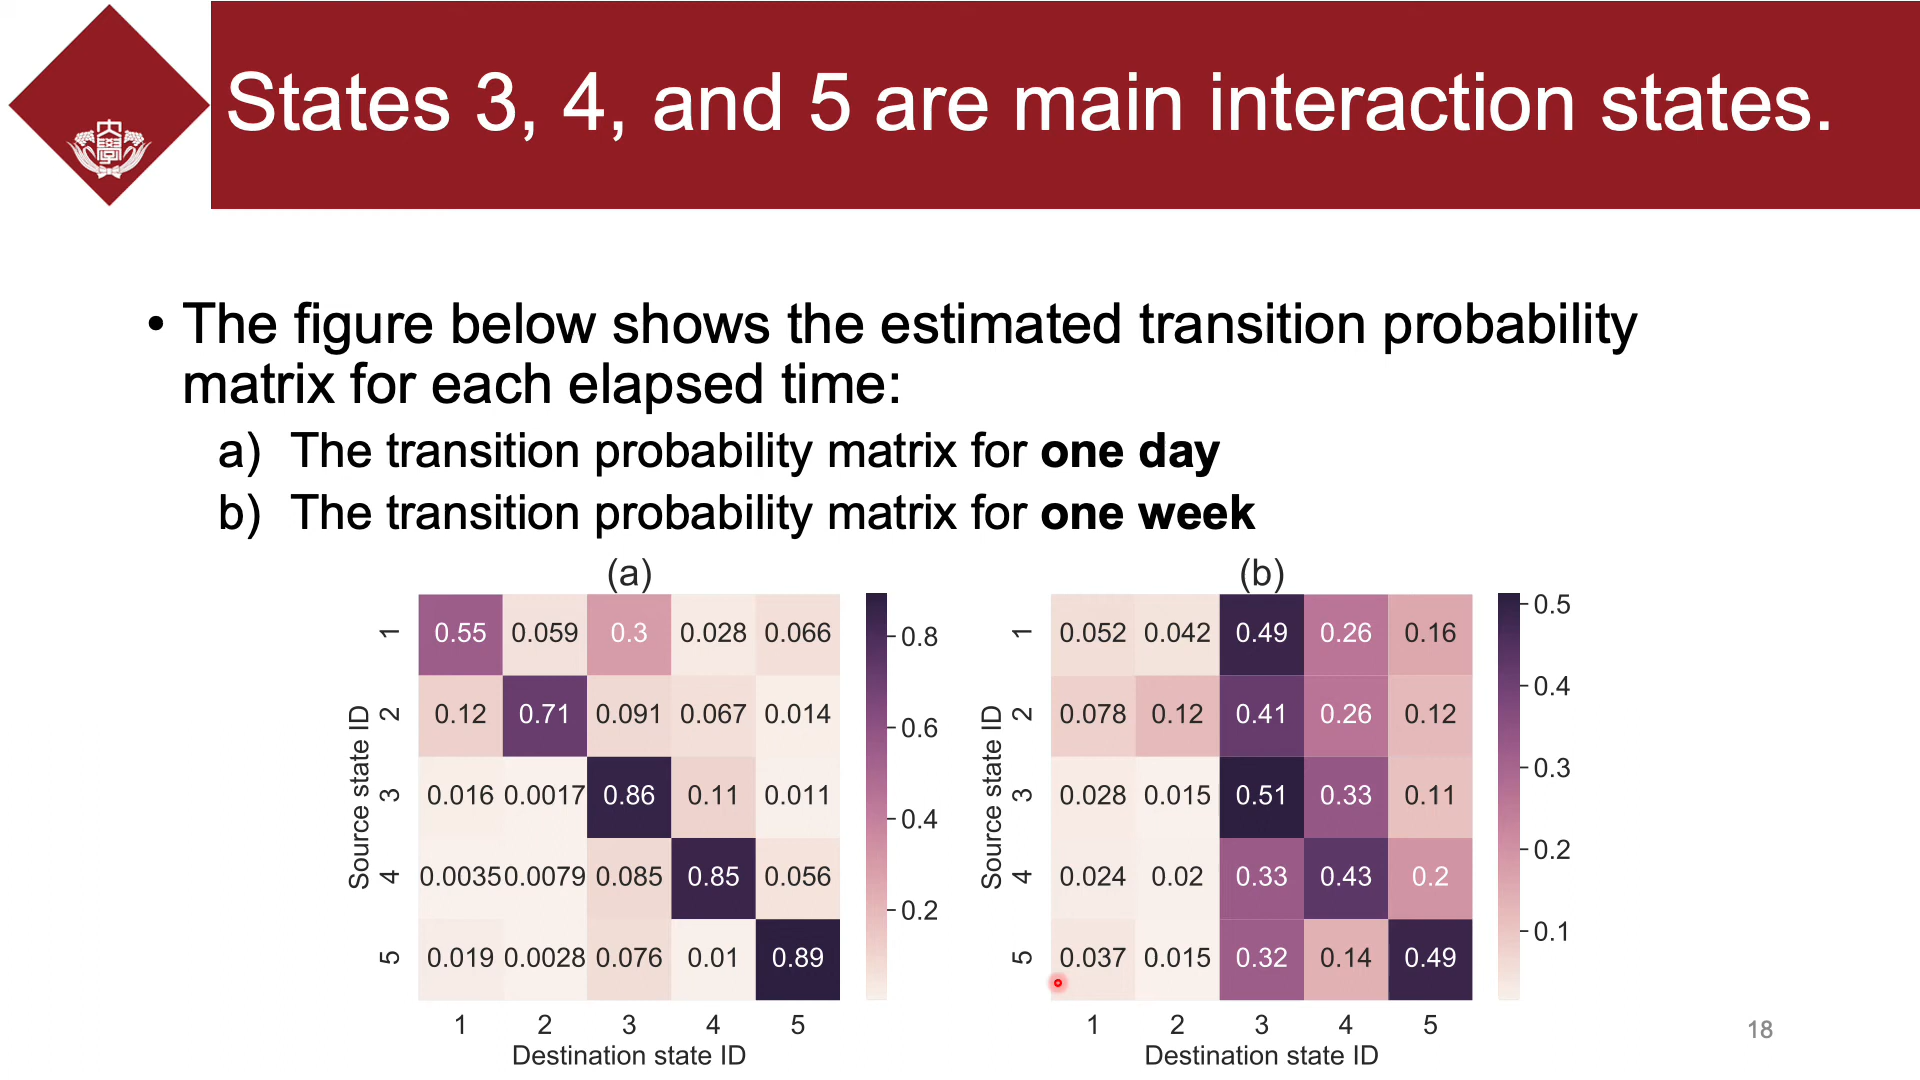 States 3, 4, and 5 are main interaction states.
• The figure below shows the estimated transition probability
matrix for each elapsed time:
a) The transition probability matrix for one day
b) The transition probability matrix for one week
(a)
1 0.55 0.059 0.3 0.028 0.066
2 0.12 0.71 0.091 0.067 0.014
3 0.016 0.0017 0.86 0.11 0.011
4 0.0035 0.0079 0.085 0.85 0.056
5 0.019 0.0028 0.076 0.01 0.89
1 2 3 4 5
Source state ID
Destination state ID
0.8
0.6
0.4
0.2
(b)
1 0.052 0.042 0.49 0.26 0.16
2 0.078 0.12 0.41 0.26 0.12
3 0.028 0.015 0.51 0.33 0.11
4 0.024 0.02 0.33 0.43 0.2
5 0.037 0.015 0.32 0.14 0.49
1 2 3 4 5
Source state ID
Destination state ID
0.5
0.4
0.3
0.2
0.1
18